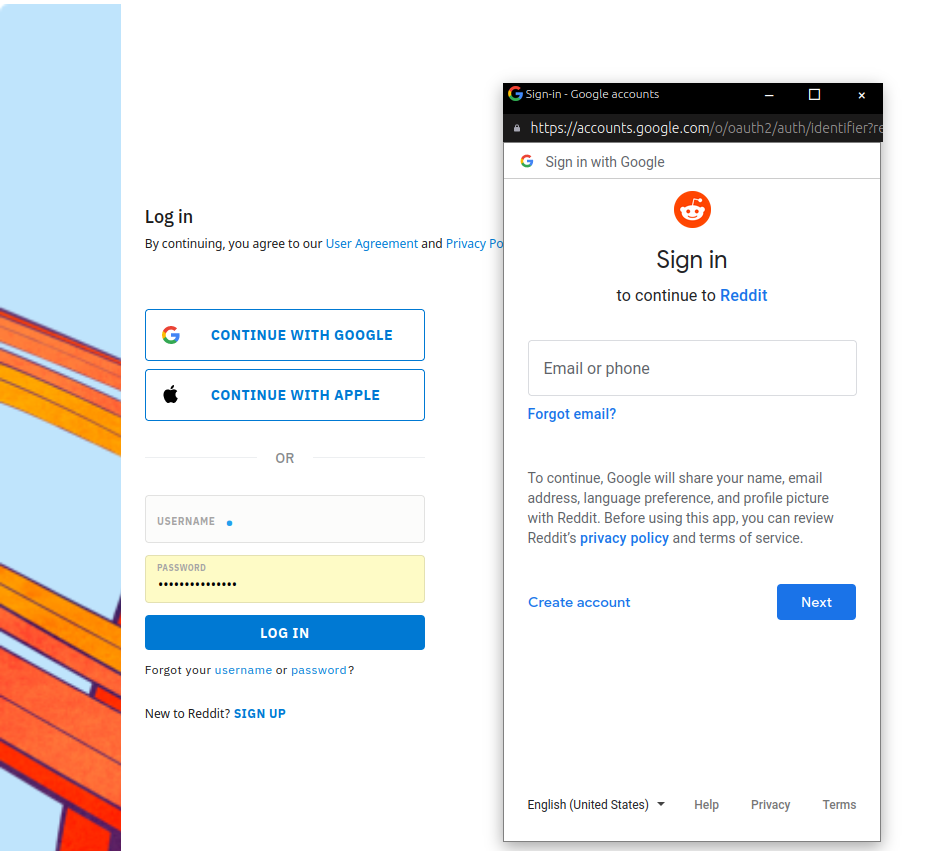 Log in
By continuing, you agree to our User Agreement and Privacy Po
CONTINUE WITH GOOGLE
CONTINUE WITH APPLE
OR
USERNAME
PASSWORD
•••••••••••••••
LOG IN
Forgot your username or password?
New to Reddit? SIGN UP
Sign-in - Google accounts
https://accounts.google.com/o/oauth2/auth/identifier?re
Sign in with Google
Sign in
to continue to Reddit
Email or phone
Forgot email?
To continue, Google will share your name, email
address, language preference, and profile picture
with Reddit. Before using this app, you can review
Reddit's privacy policy and terms of service.
Create account
Next
English (United States)
Help
Privacy
Terms